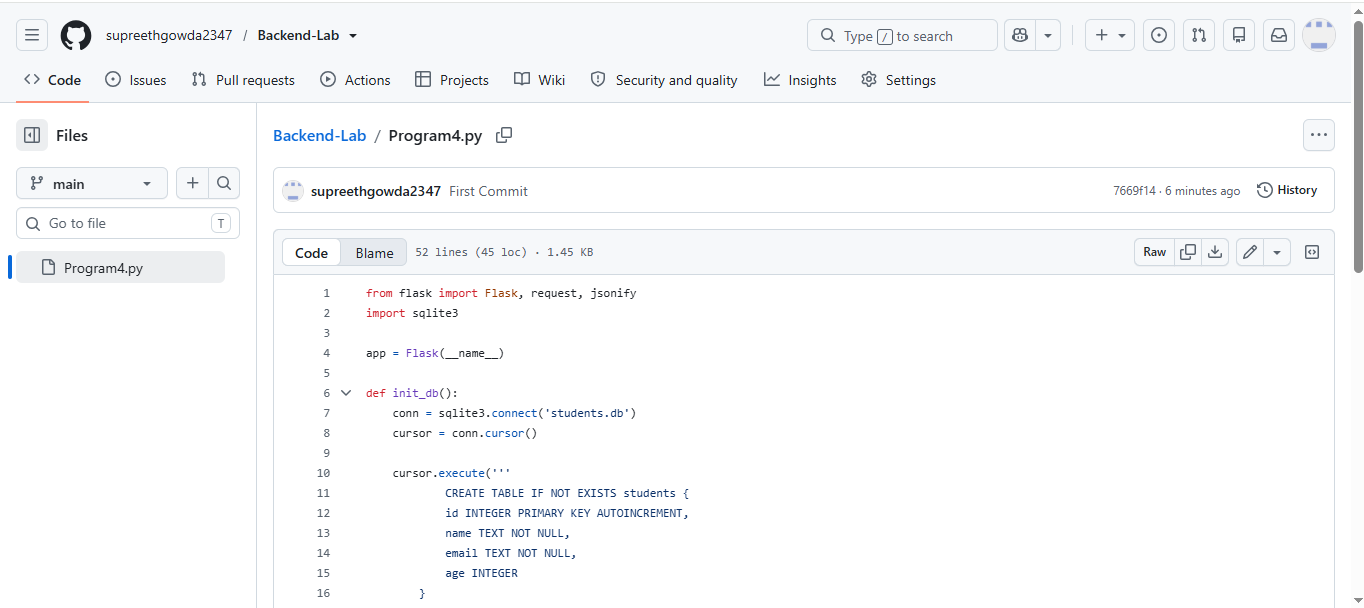 supreethgowda2347 / Backend-Lab
Type / to search
Code
Issues
Pull requests
Actions
Projects
Wiki
Security and quality
Insights
Settings
Files
main
Go to file
T
Program4.py
Backend-Lab / Program4.py
supreethgowda2347 First Commit
7669f14 · 6 minutes ago
History
Code
Blame
52 lines (45 loc) · 1.45 KB
Raw
1 from flask import Flask, request, jsonify
2 import sqlite3
3
4 app = Flask(__name__)
5
6 def init_db():
7 conn = sqlite3.connect('students.db')
8 cursor = conn.cursor()
9
10 cursor.execute('''
11 CREATE TABLE IF NOT EXISTS students {
12 id INTEGER PRIMARY KEY AUTOINCREMENT,
13 name TEXT NOT NULL,
14 email TEXT NOT NULL,
15 age INTEGER
16 }